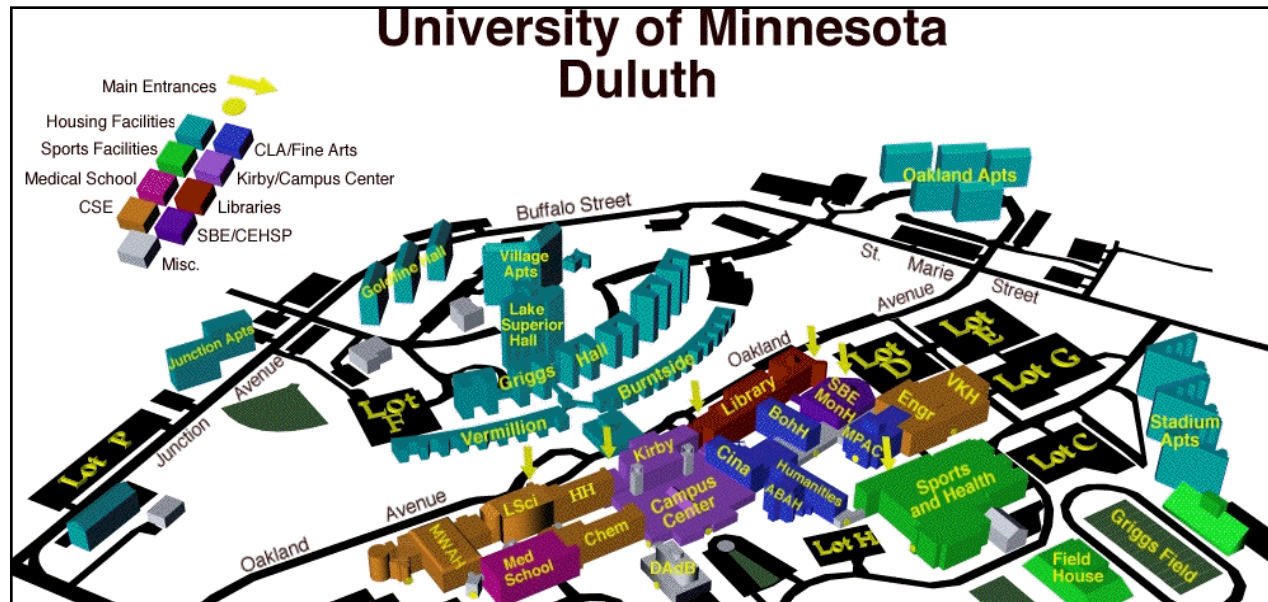 University of Minnesota
Duluth
Main Entrances
Housing Facilities
CLA/Fine Arts
Sports Facilities
Kirby/Campus Center
Medical School
Libraries
CSE
SBE/CEHSP
Misc.
Buffalo Street
Oakland Apts
St. Marie Street
Goldfine Hall
Village
Apts
Lake
Superior
Hall
Junction Apts
Junction Avenue
Griggs Hall
Burntside
Vermillion
Oakland Avenue
Lot F
Lot P
Lot D
Lot E
Lot G
Lot C
Lot H
Library
SBE
MonH
Engr
VKH
BohH
MPAC
Stadium
Apts
Kirby
Cina
Humanities
ABAH
Sports
and Health
Campus
Center
LSci
HH
Chem
MWAH
Med
School
DAdB
Oakland Avenue
Field
House
Griggs Field